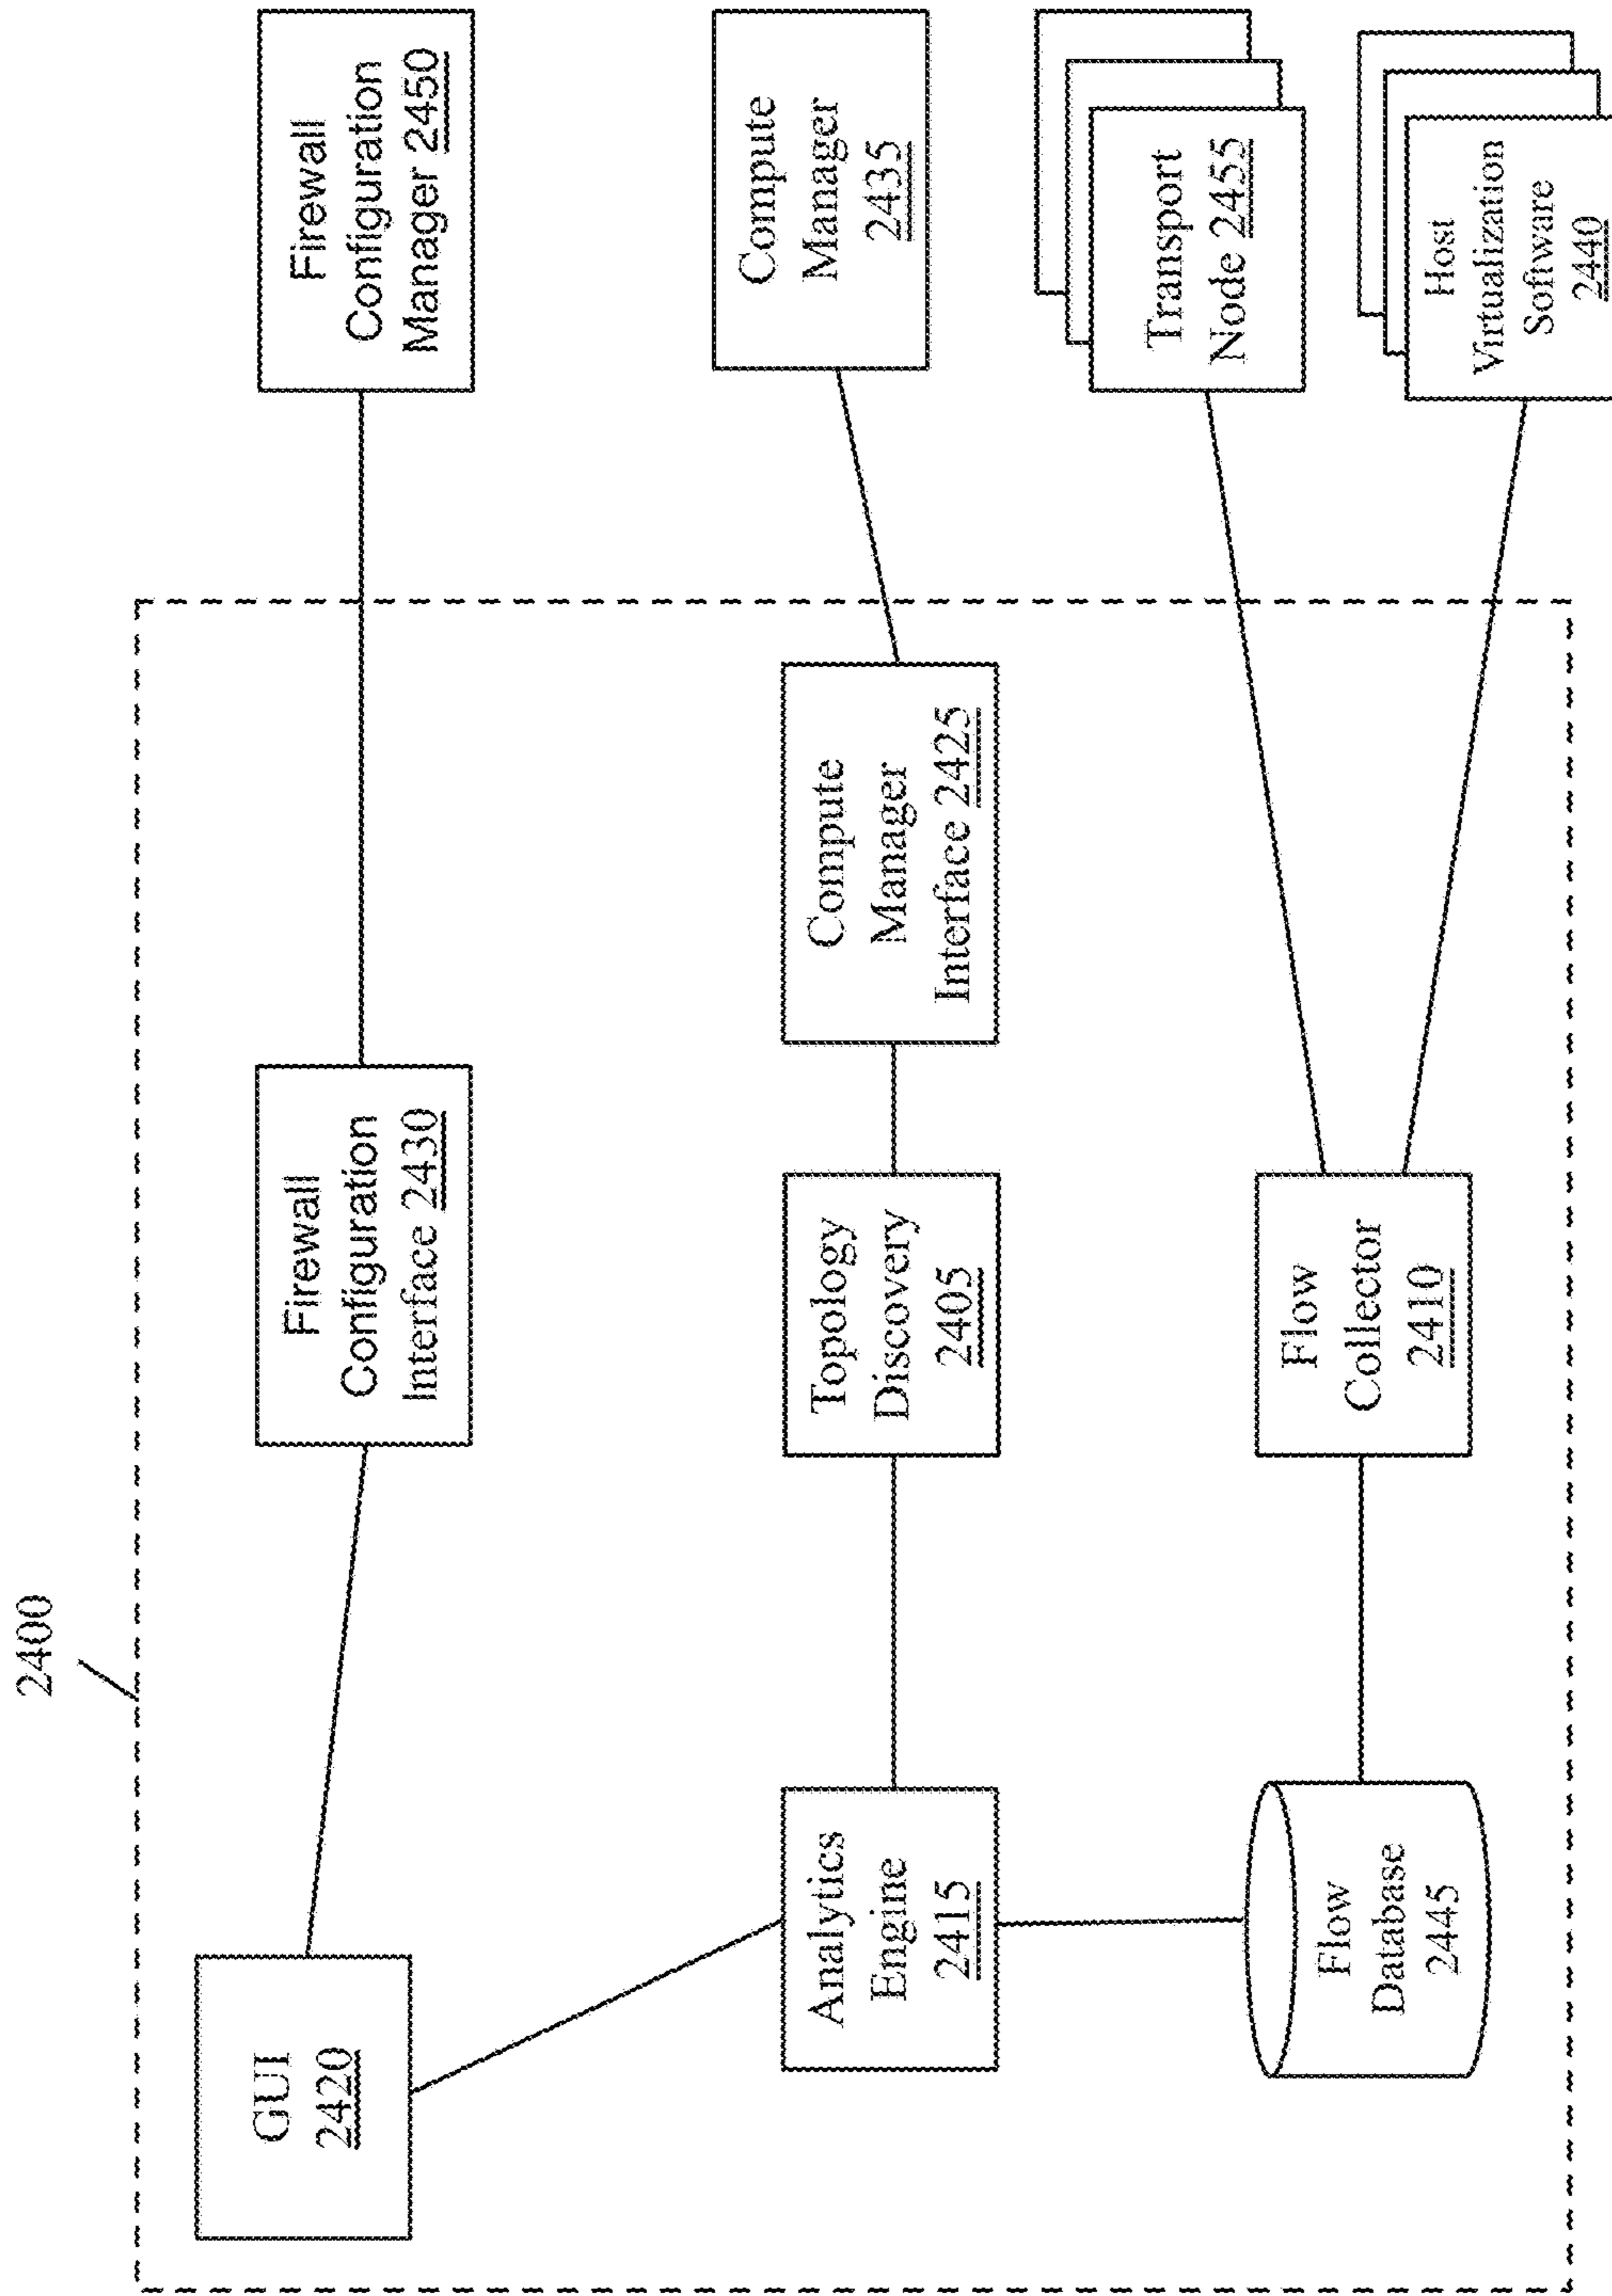 2400
GUI
2420
Firewall
Configuration
Interface 2430
Firewall
Configuration
Manager 2450
Analytics
Engine
2415
Topology
Discovery
2405
Compute
Manager
Interface 2425
Compute
Manager
2435
Flow
Database
2445
Flow
Collector
2410
Transport
Node 2455
Host
Virtualization
Software
2440